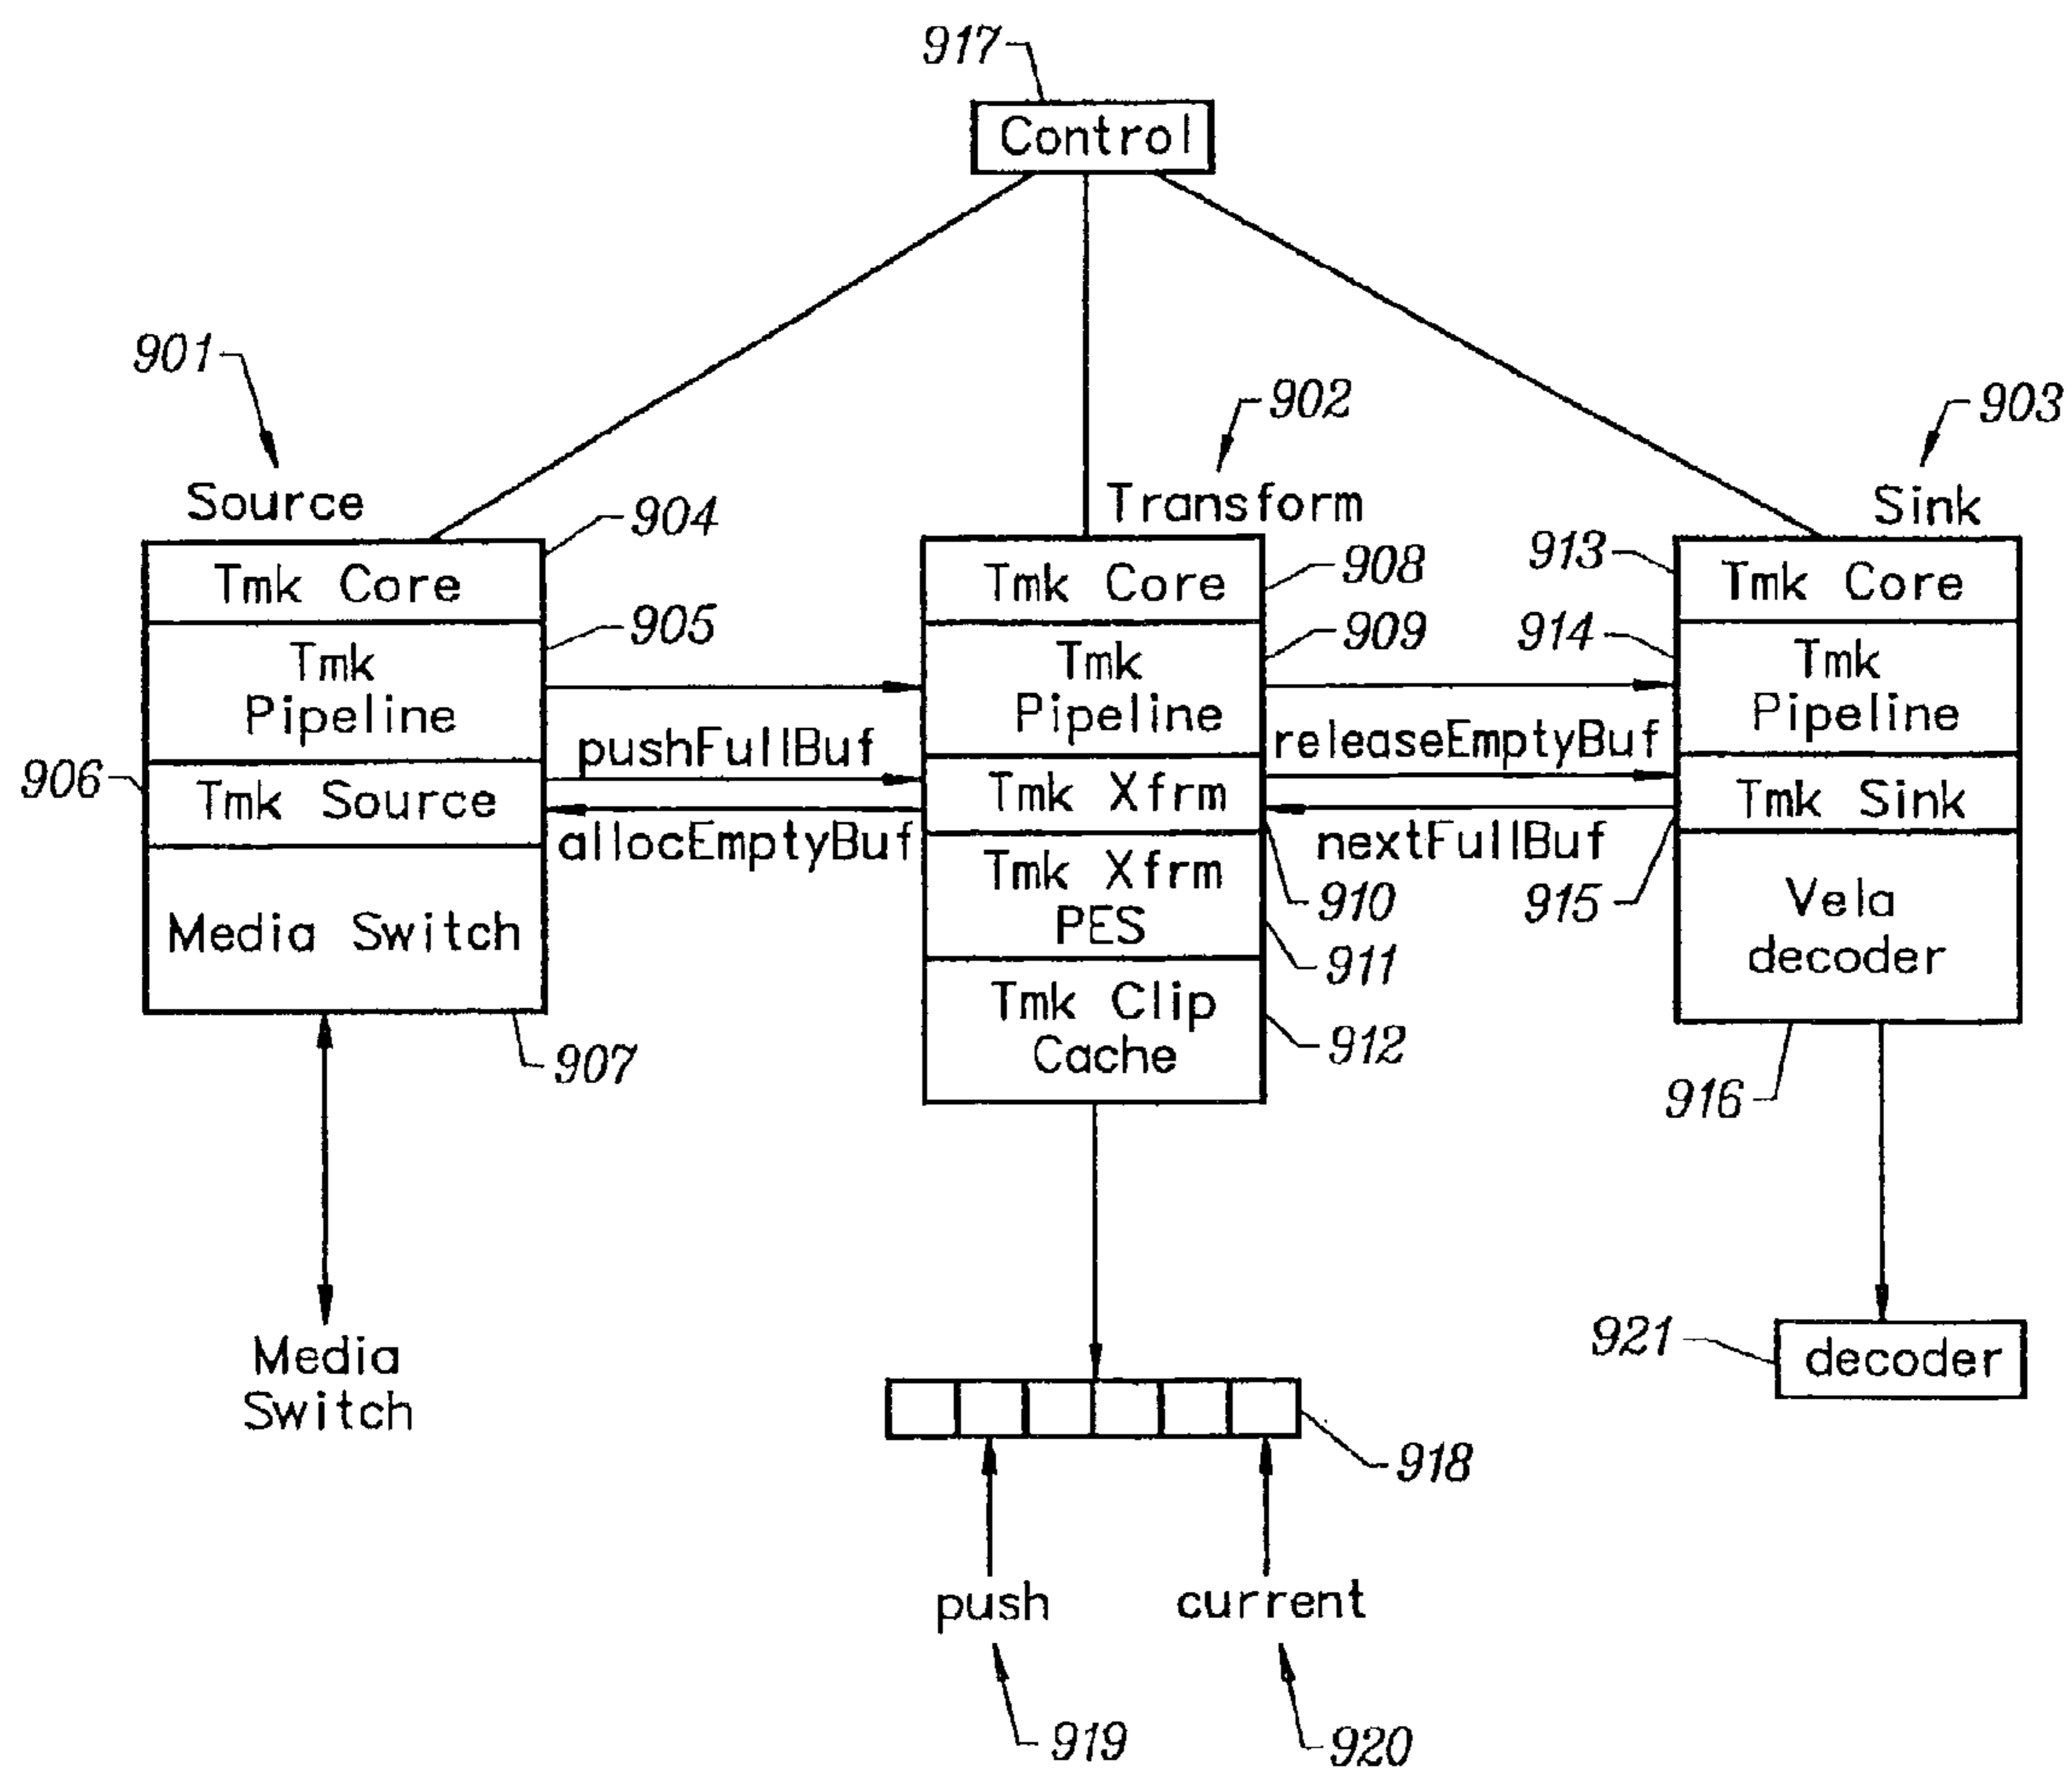 917
Control
901
902
903
Source
Transform
Sink
904
908
913
Tmk Core
Tmk Core
Tmk Core
905
909
914
Tmk
Pipeline
Tmk
Pipeline
Tmk
Pipeline
pushFullBuf
releaseEmptyBuf
906
Tmk Source
Tmk Xfrm
Tmk Sink
allocEmptyBuf
nextFullBuf
910
915
Media Switch
Tmk Xfrm
PES
Vela
decoder
911
Tmk Clip
Cache
912
907
916
Media
Switch
921
decoder
918
push
current
919
920